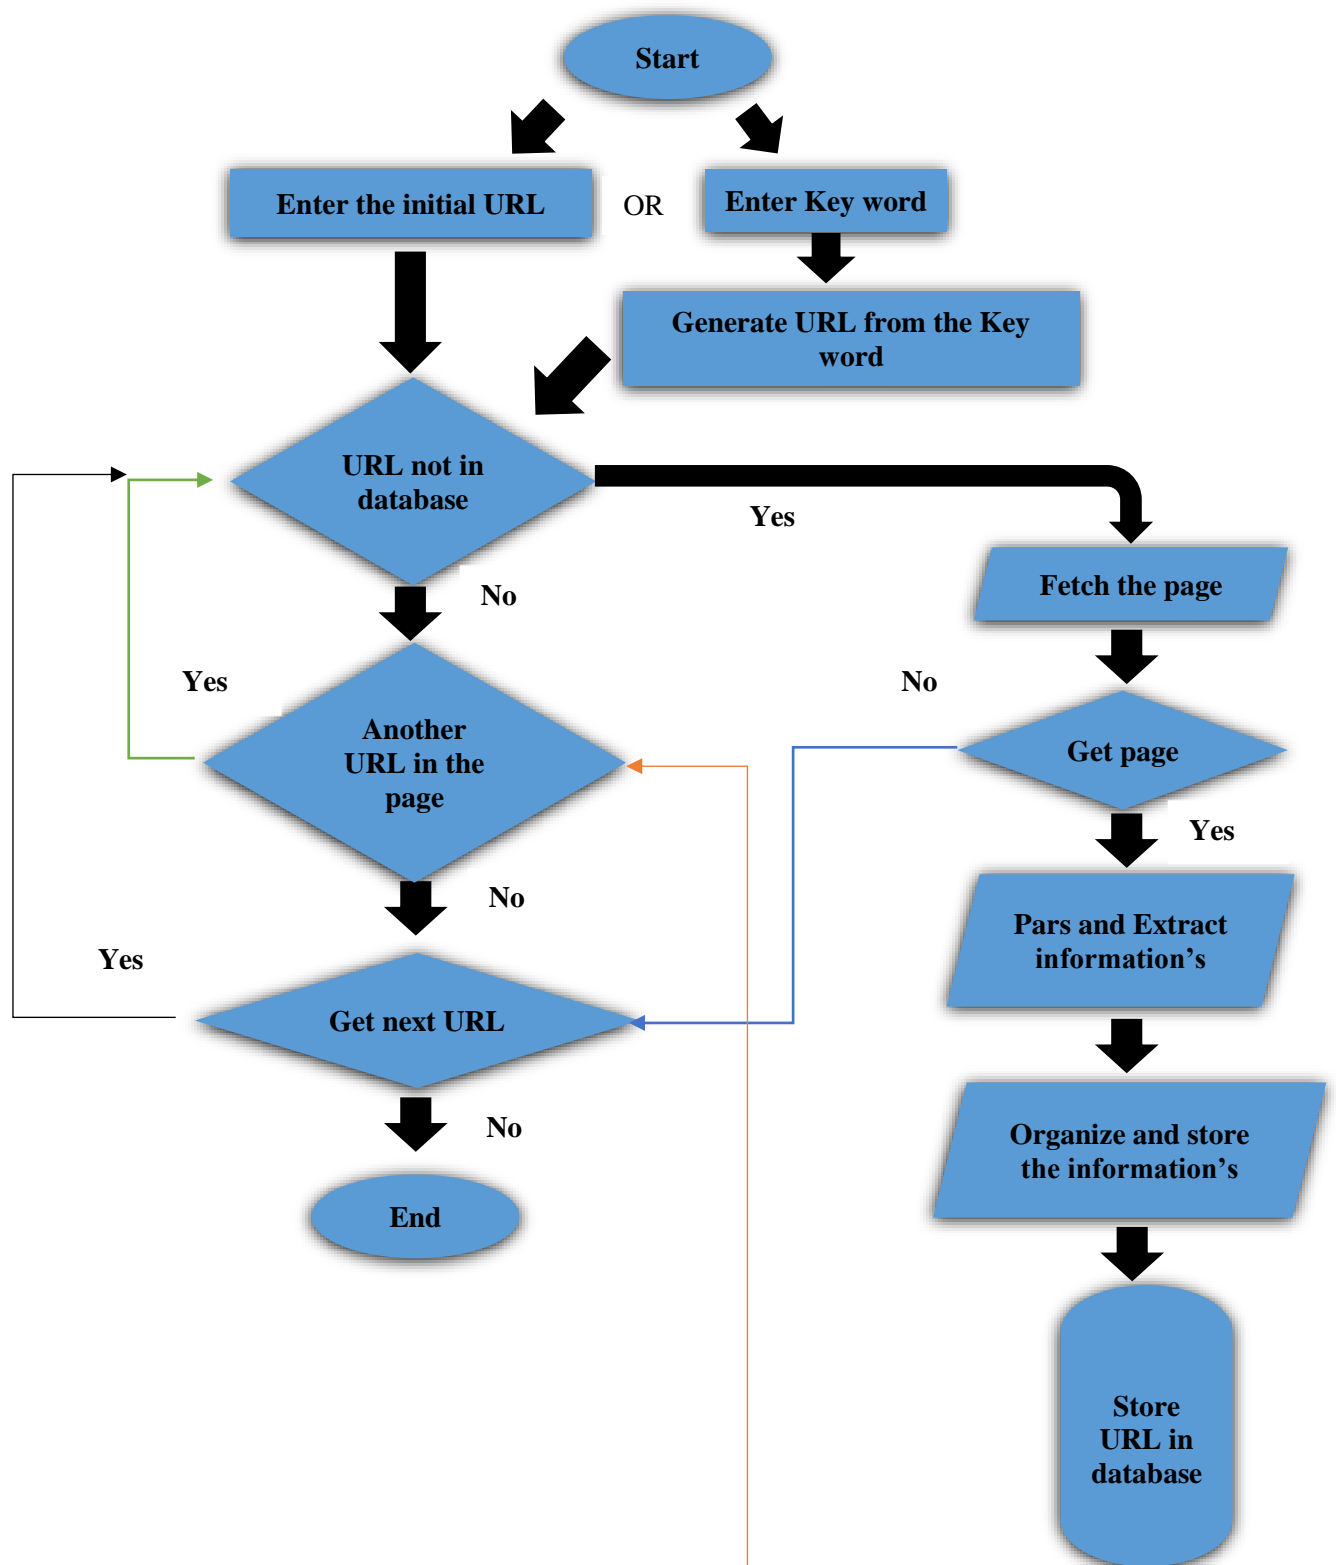 Start
Enter the initial URL
OR
Enter Key word
Generate URL from the Key
word
URL not in
database
Yes
No
Fetch the page
Yes
No
Another
URL in the
page
Get page
Yes
No
Pars and Extract
information’s
Yes
Get next URL
No
Organize and store
the information’s
End
Store
URL in
database